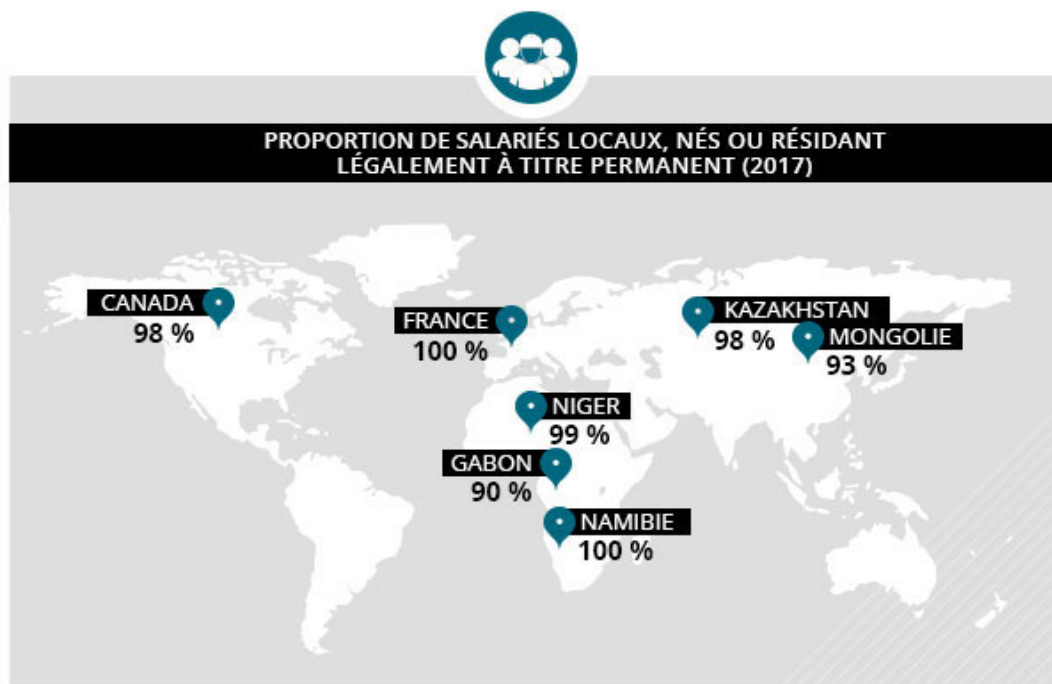 PROPORTION DE SALARIÉS LOCAUX, NÉS OU RÉSIDANT
LÉGALEMENT À TITRE PERMANENT (2017)
CANADA
98 %
FRANCE
100 %
KAZAKHSTAN
98 %
MONGOLIE
93 %
NIGER
99 %
GABON
90 %
NAMIBIE
100 %